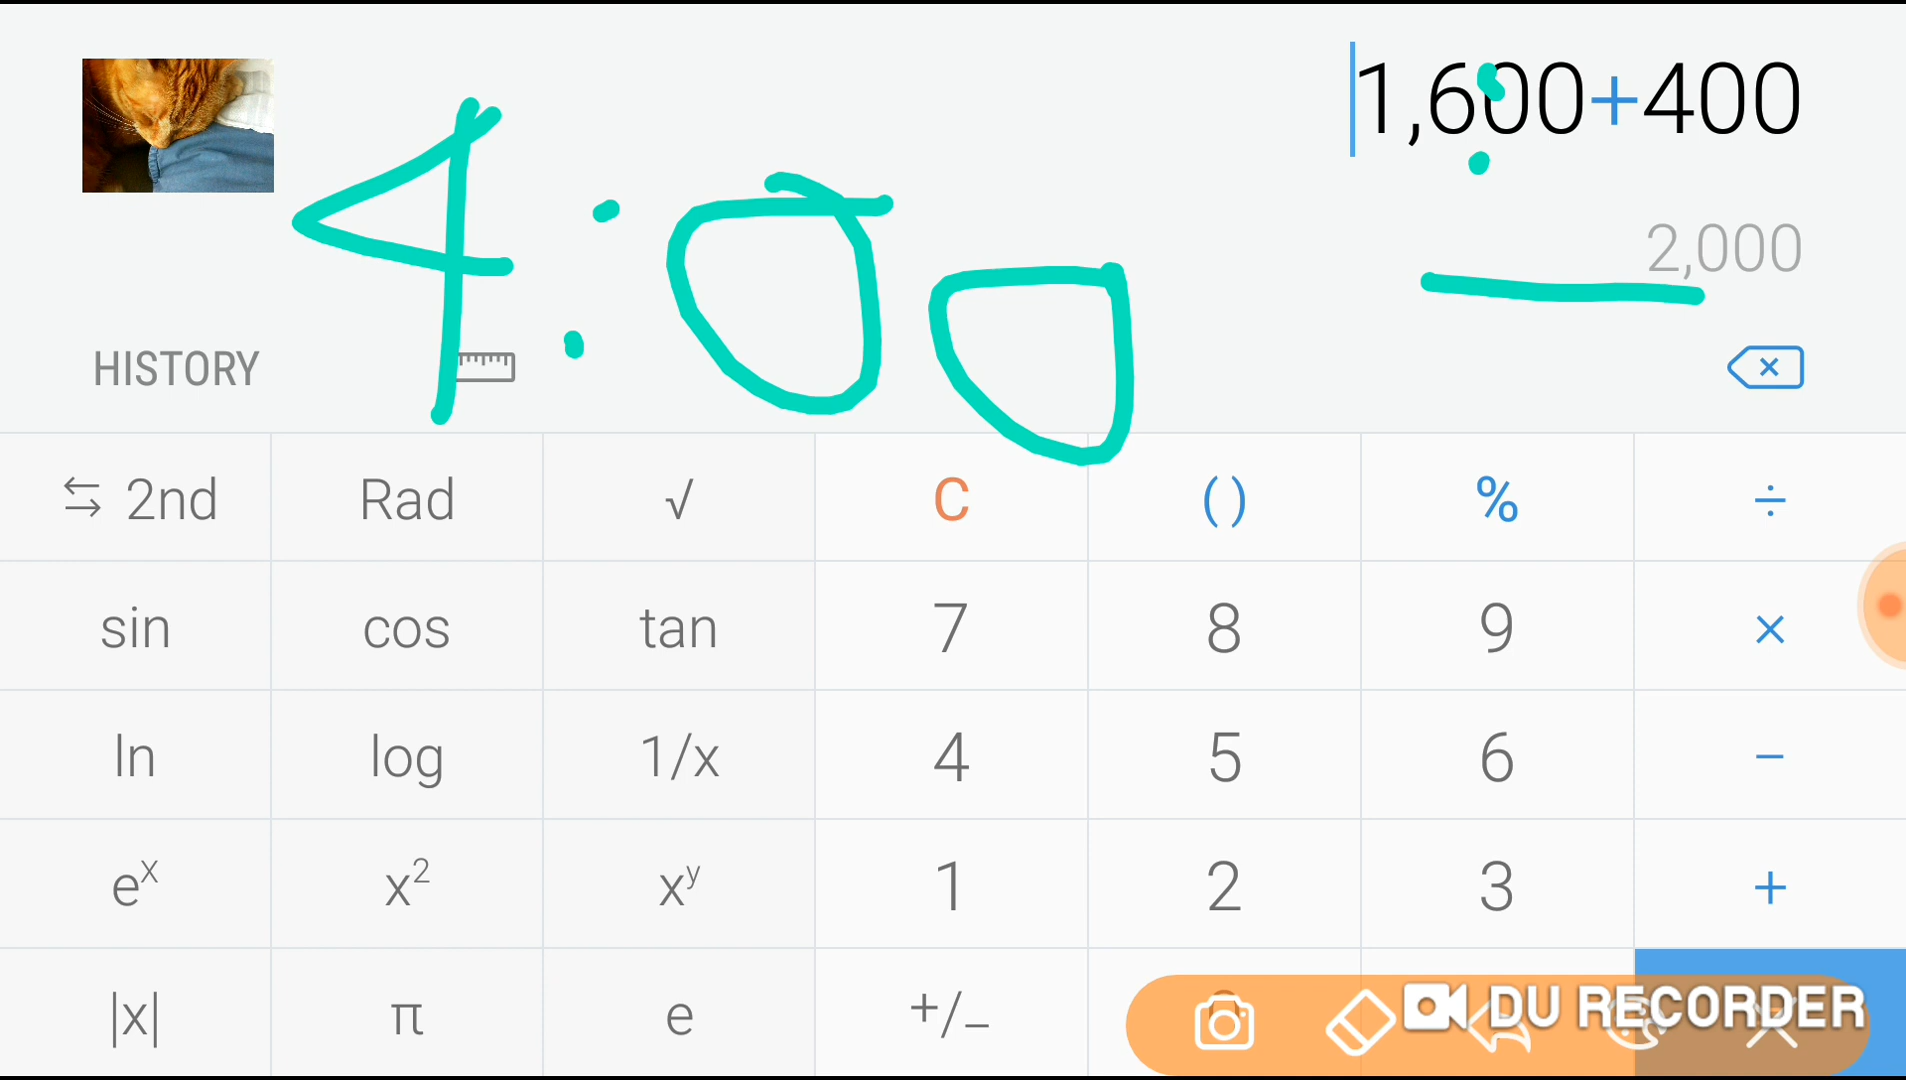 1,600+400
4:00
2,000
HISTORY
⇆ 2nd Rad √ C ( ) % ÷
sin cos tan 7 8 9 ×
ln log 1/x 4 5 6 −
eˣ x² xʸ 1 2 3 +
|x| π e +/−
DU RECORDER